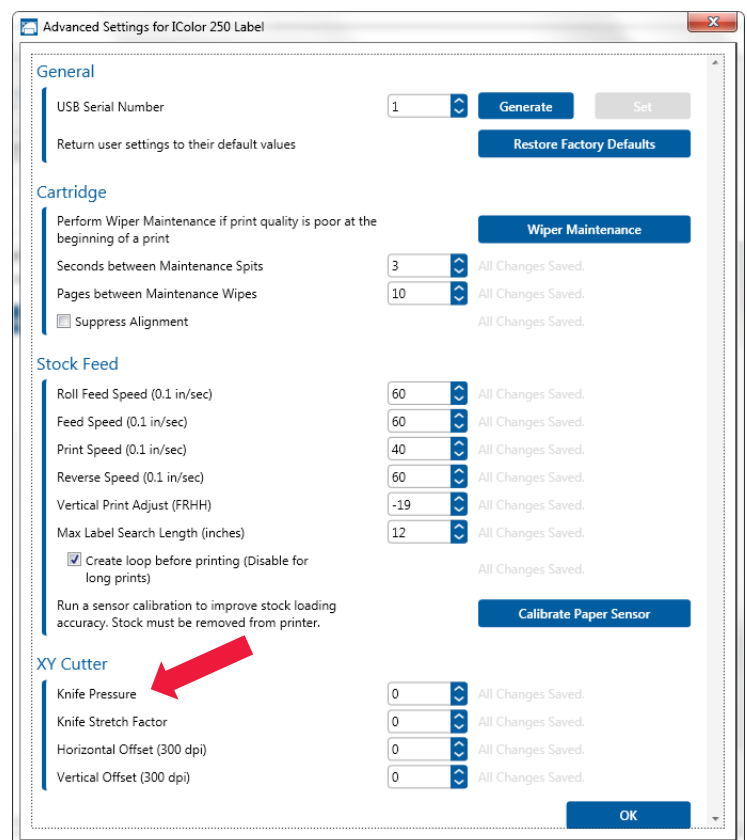 Advanced Settings for IColor 250 Label
x
General
USB Serial Number 1 Generate Set
Return user settings to their default values Restore Factory Defaults
Cartridge
Perform Wiper Maintenance if print quality is poor at the
beginning of a print
Wiper Maintenance
Seconds between Maintenance Spits 3 All Changes Saved.
Pages between Maintenance Wipes 10 All Changes Saved.
Suppress Alignment All Changes Saved.
Stock Feed
Roll Feed Speed (0.1 in/sec) 60 All Changes Saved.
Feed Speed (0.1 in/sec) 60 All Changes Saved.
Print Speed (0.1 in/sec) 40 All Changes Saved.
Reverse Speed (0.1 in/sec) 60 All Changes Saved.
Vertical Print Adjust (FRHH) -19 All Changes Saved.
Max Label Search Length (inches) 12 All Changes Saved.
Create loop before printing (Disable for
long prints)
All Changes Saved.
Run a sensor calibration to improve stock loading
accuracy. Stock must be removed from printer.
Calibrate Paper Sensor
XY Cutter
Knife Pressure 0 All Changes Saved.
Knife Stretch Factor 0 All Changes Saved.
Horizontal Offset (300 dpi) 0 All Changes Saved.
Vertical Offset (300 dpi) 0 All Changes Saved.
OK